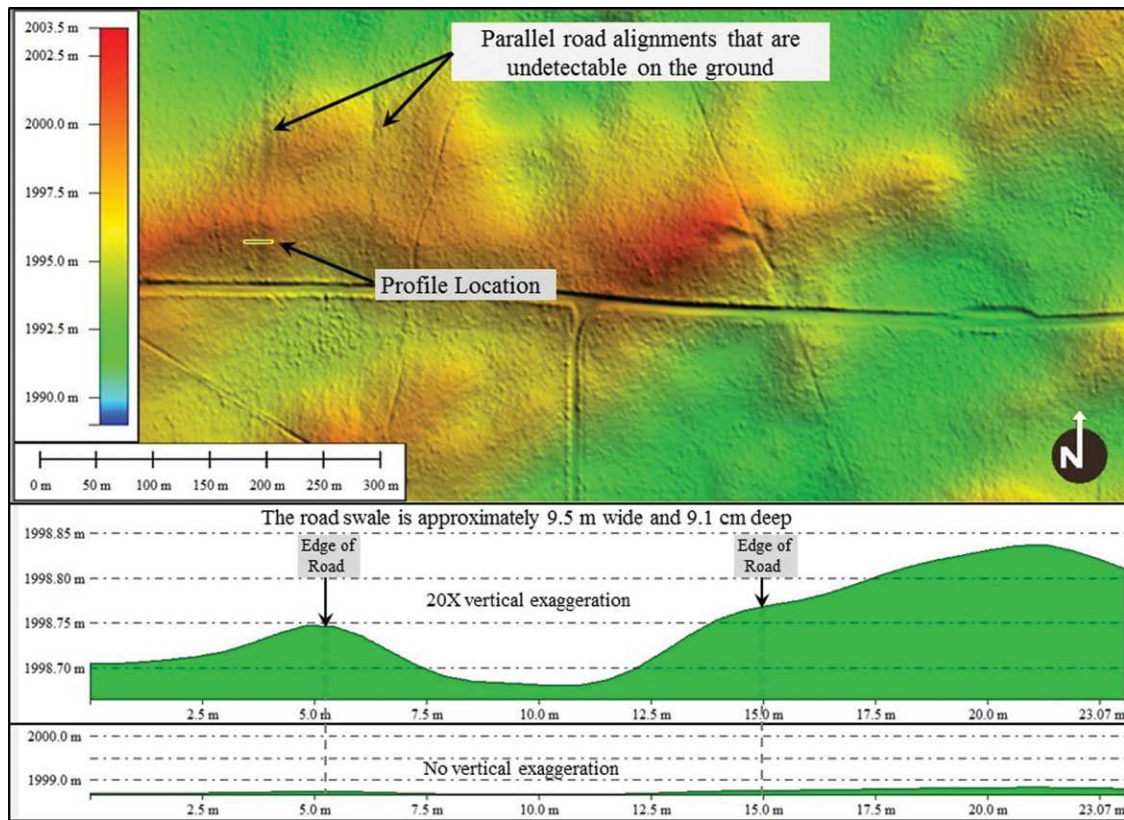 2003.5 m
2002.5 m
2000.0 m
1997.5 m
1995.0 m
1992.5 m
1990.0 m
Parallel road alignments that are
undetectable on the ground
Profile Location
0 m 50 m 100 m 150 m 200 m 250 m 300 m
N
The road swale is approximately 9.5 m wide and 9.1 cm deep
1998.85 m
1998.80 m
1998.75 m
1998.70 m
Edge of
Road
20X vertical exaggeration
Edge of
Road
2.5 m 5.0 m 7.5 m 10.0 m 12.5 m 15.0 m 17.5 m 20.0 m 23.07 m
2000.0 m
1999.0 m
No vertical exaggeration
2.5 m 5.0 m 7.5 m 10.0 m 12.5 m 15.0 m 17.5 m 20.0 m 23.07 m